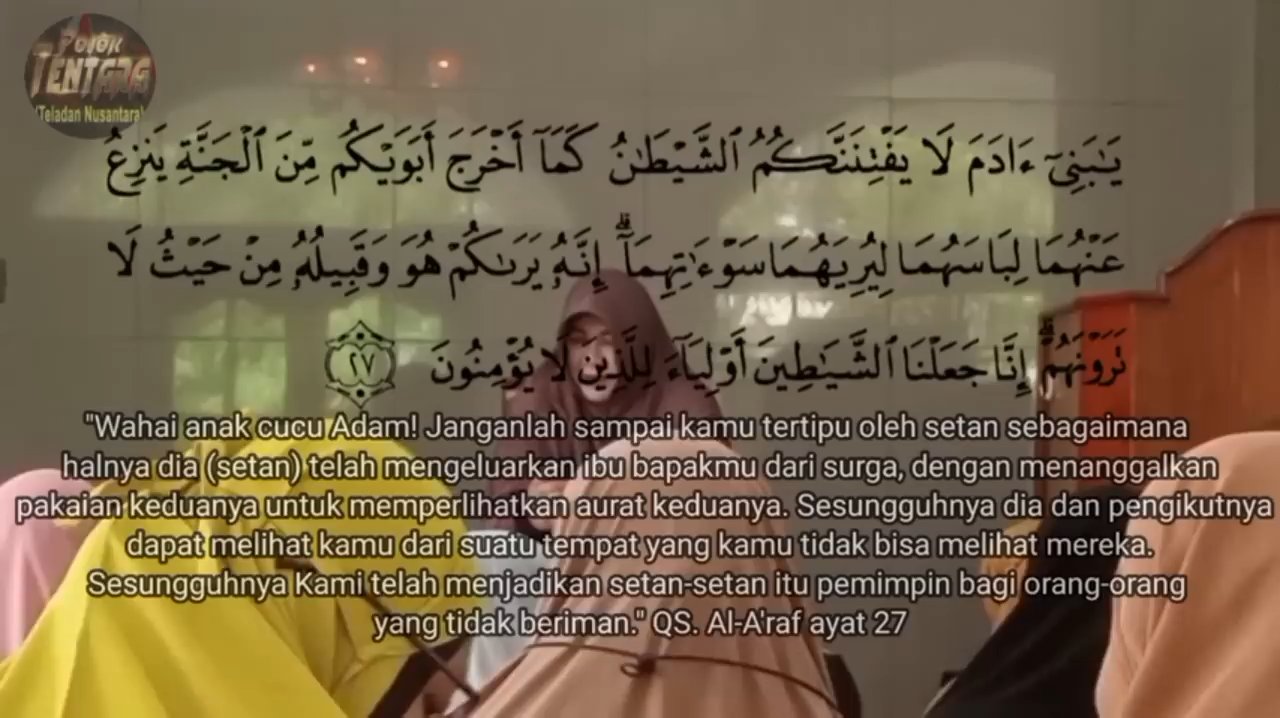 Pojok
TENTARA
(Teladan Nusantara)
يَـٰبَنِىٓ ءَادَمَ لَا يَفْتِنَنَّكُمُ ٱلشَّيْطَـٰنُ كَمَآ أَخْرَجَ أَبَوَيْكُم مِّنَ ٱلْجَنَّةِ يَنزِعُ
عَنْهُمَا لِبَاسَهُمَا لِيُرِيَهُمَا سَوْءَٰتِهِمَآ ۗ إِنَّهُۥ يَرَىٰكُمْ هُوَ وَقَبِيلُهُۥ مِنْ حَيْثُ لَا
تَرَوْنَهُمْ ۗ إِنَّا جَعَلْنَا ٱلشَّيَـٰطِينَ أَوْلِيَآءَ لِلَّذِينَ لَا يُؤْمِنُونَ ٢٧
"Wahai anak cucu Adam! Janganlah sampai kamu tertipu oleh setan sebagaimana
halnya dia (setan) telah mengeluarkan ibu bapakmu dari surga, dengan menanggalkan
pakaian keduanya untuk memperlihatkan aurat keduanya. Sesungguhnya dia dan pengikutnya
dapat melihat kamu dari suatu tempat yang kamu tidak bisa melihat mereka.
Sesungguhnya Kami telah menjadikan setan-setan itu pemimpin bagi orang-orang
yang tidak beriman." QS. Al-A'raf ayat 27